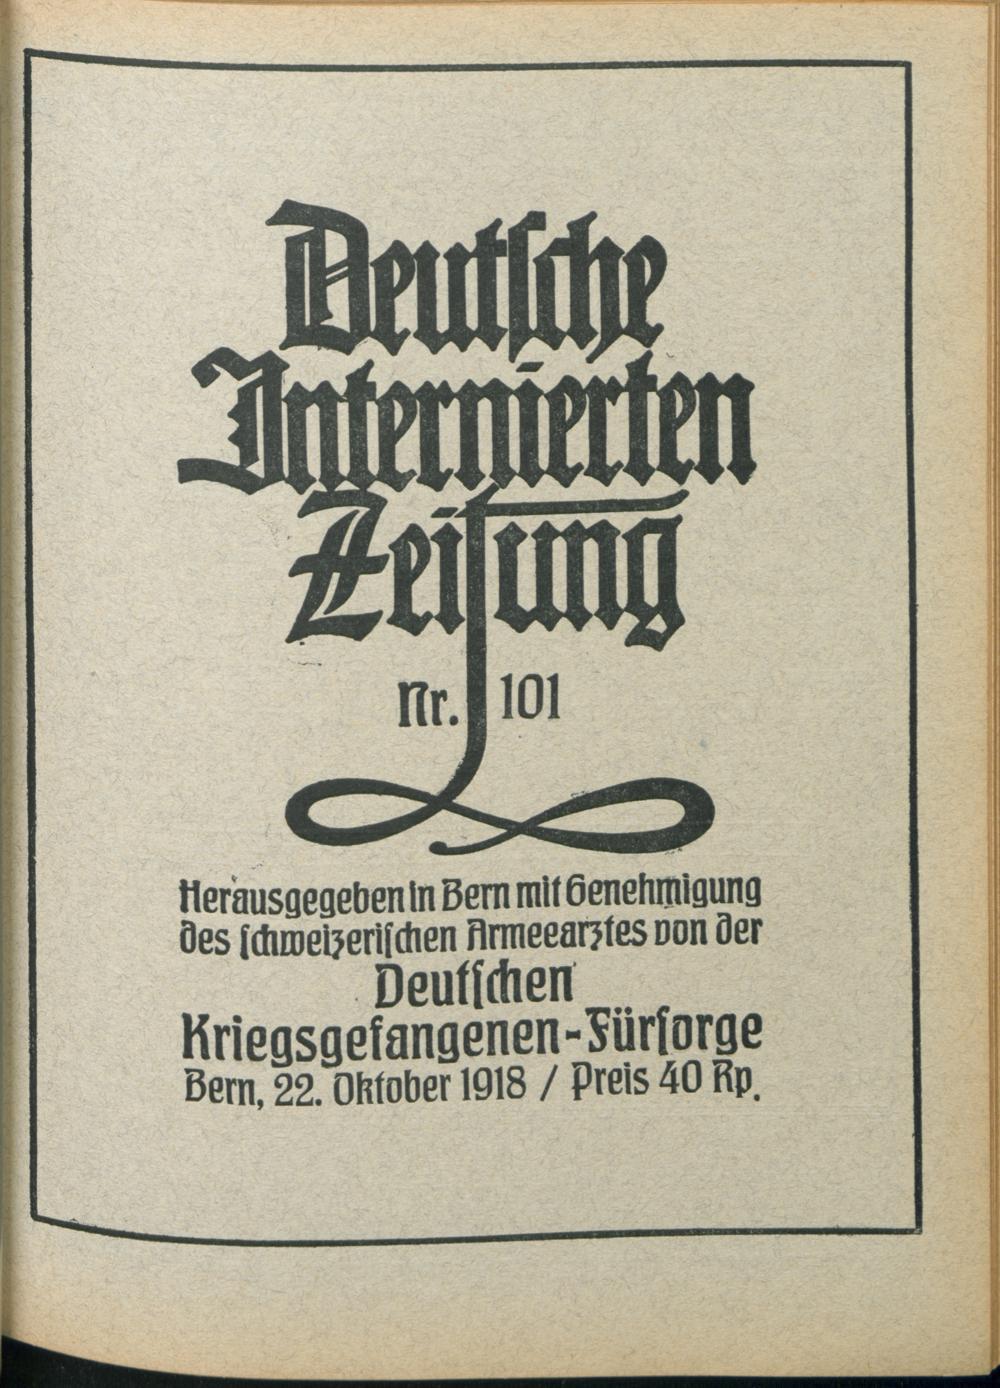 Deutsche
Internierten
Zeitung
Nr. 101
Herausgegeben in Bern mit Genehmigung
des schweizerischen Armeearztes von der
Deutschen
Kriegsgefangenen-Fürsorge
Bern, 22. Oktober 1918 / Preis 40 Rp.